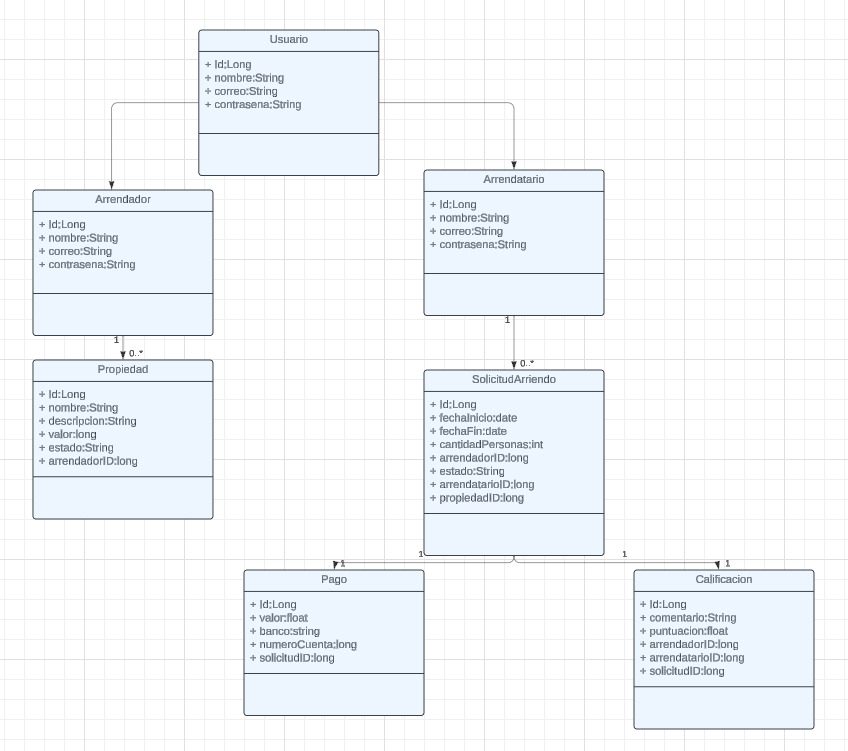 Usuario
+ Id:Long
+ nombre:String
+ correo:String
+ contrasena:String
Arrendador
+ Id:Long
+ nombre:String
+ correo:String
+ contrasena:String
1
0..*
Arrendatario
+ Id:Long
+ nombre:String
+ correo:String
+ contrasena:String
1
0..*
Propiedad
+ Id:Long
+ nombre:String
+ descripcion:String
+ valor:long
+ estado:String
+ arrendadorID:long
SolicitudArriendo
+ Id:Long
+ fechaInicio:date
+ fechaFin:date
+ cantidadPersonas:int
+ arrendadorID:long
+ estado:String
+ arrendatarioID:long
+ propiedadID:long
1
1
1
1
Pago
+ Id:Long
+ valor:float
+ banco:string
+ numeroCuenta:long
+ solicitudID:long
Calificacion
+ Id:Long
+ comentario:String
+ puntuacion:float
+ arrendadorID:long
+ arrendatarioID:long
+ solicitudID:long